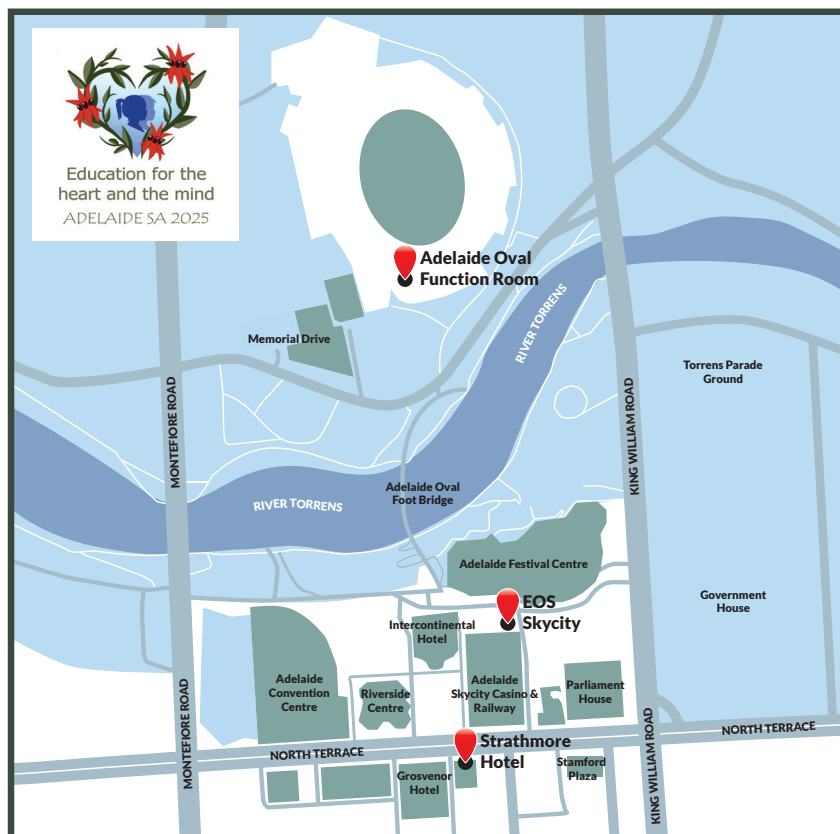 Education for the
heart and the mind
ADELAIDE SA 2025
Adelaide Oval
Function Room
RIVER TORRENS
Memorial Drive
Torrens Parade
Ground
MONTEFIORE ROAD
KING WILLIAM ROAD
Adelaide Oval
Foot Bridge
RIVER TORRENS
Adelaide Festival Centre
EOS
Skycity
Government
House
Intercontinental
Hotel
Adelaide
Convention
Centre
Riverside
Centre
Adelaide
Skycity Casino &
Railway
Parliament
House
MONTEFIORE ROAD
KING WILLIAM ROAD
NORTH TERRACE
NORTH TERRACE
Strathmore
Hotel
Grosvenor
Hotel
Stamford
Plaza